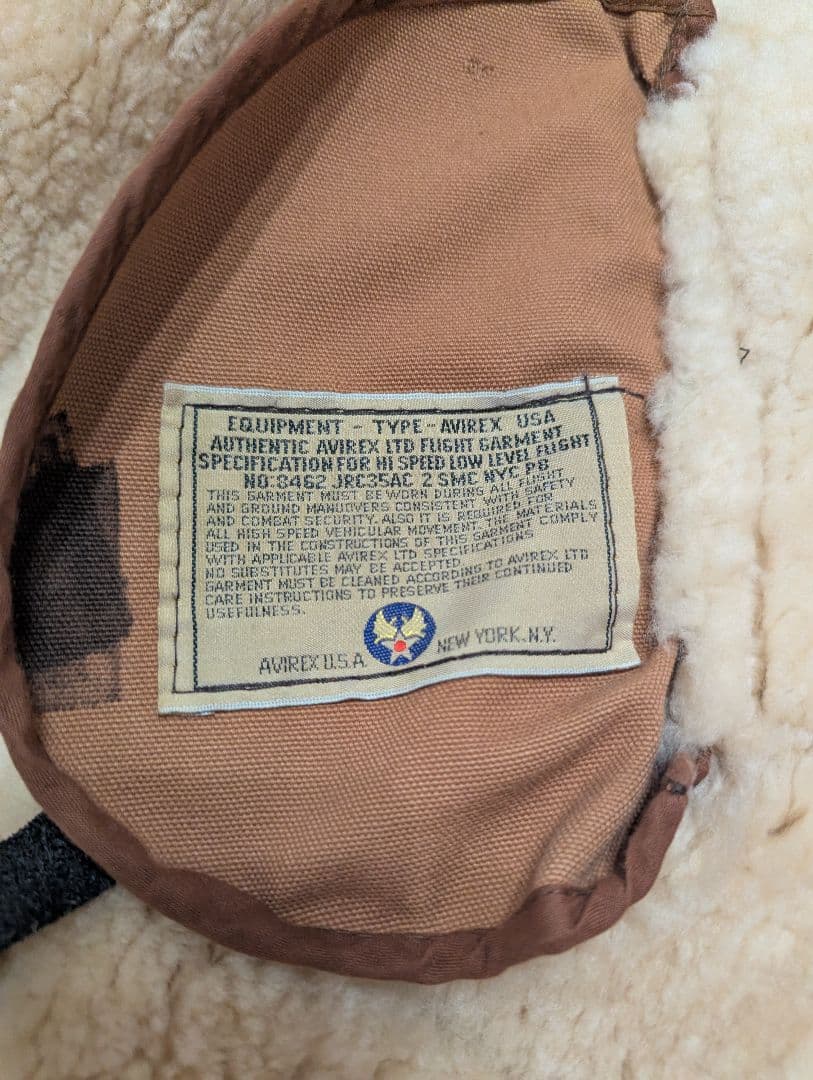 EQUIPMENT - TYPE - AVIREX USA
AUTHENTIC AVIREX LTD FLIGHT GARMENT
SPECIFICATION FOR HI SPEED LOW LEVEL FLIGHT
NO:8462 JRC35AC 2 SMC NYC PB
THIS GARMENT MUST BE WORN DURING ALL FLIGHT
AND GROUND MANUOVERS CONSISTENT WITH SAFETY
AND COMBAT SECURITY. ALSO IT IS REQUIRED FOR
ALL HIGH SPEED VEHICULAR MOVEMENT. THE MATERIALS
USED IN THE CONSTRUCTIONS OF THIS GARMENT COMPLY
WITH APPLICABLE AVIREX LTD SPECIFICATIONS
NO SUBSTITUTES MAY BE ACCEPTED.
GARMENT MUST BE CLEANED ACCORDING TO AVIREX LTD
CARE INSTRUCTIONS TO PRESERVE THEIR CONTINUED
USEFULNESS.
AVIREX U.S.A. NEW YORK. N.Y.